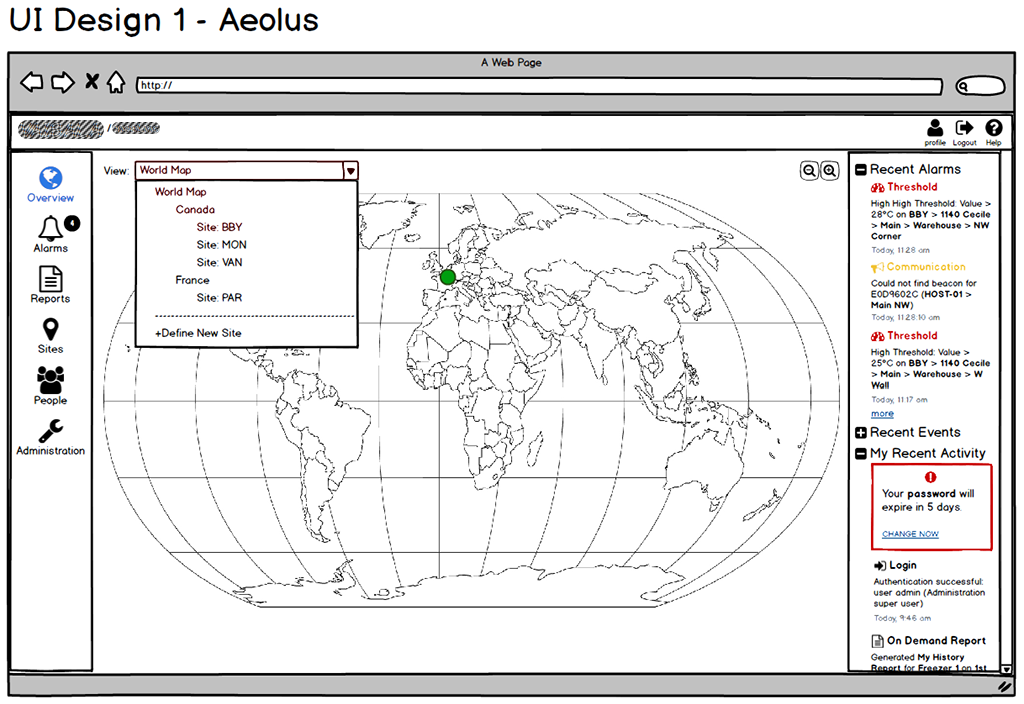 UI Design 1 - Aeolus
A Web Page
http://
/
profile
Logout
Help
Overview
4
Alarms
Reports
Sites
People
Administration
View:
World Map
World Map
Canada
Site: BBY
Site: MON
Site: VAN
France
Site: PAR
+Define New Site
Recent Alarms
Threshold
High High Threshold: Value >
28°C on BBY > 1140 Cecile
> Main > Warehouse > NW
Corner
Today, 11:28 am
Communication
Could not find beacon for
E0D9602C (HOST-01 >
Main NW)
Today, 11:28:10 am
Threshold
High Threshold: Value >
25°C on BBY > 1140 Cecile
> Main > Warehouse > W
Wall
Today, 11:17 am
more
Recent Events
My Recent Activity
Your password will
expire in 5 days.
CHANGE NOW
Login
Authentication successful:
user admin (Administration
super user)
Today, 9:46 am
On Demand Report
Generated My History
Report for Freezer 1 on 1st